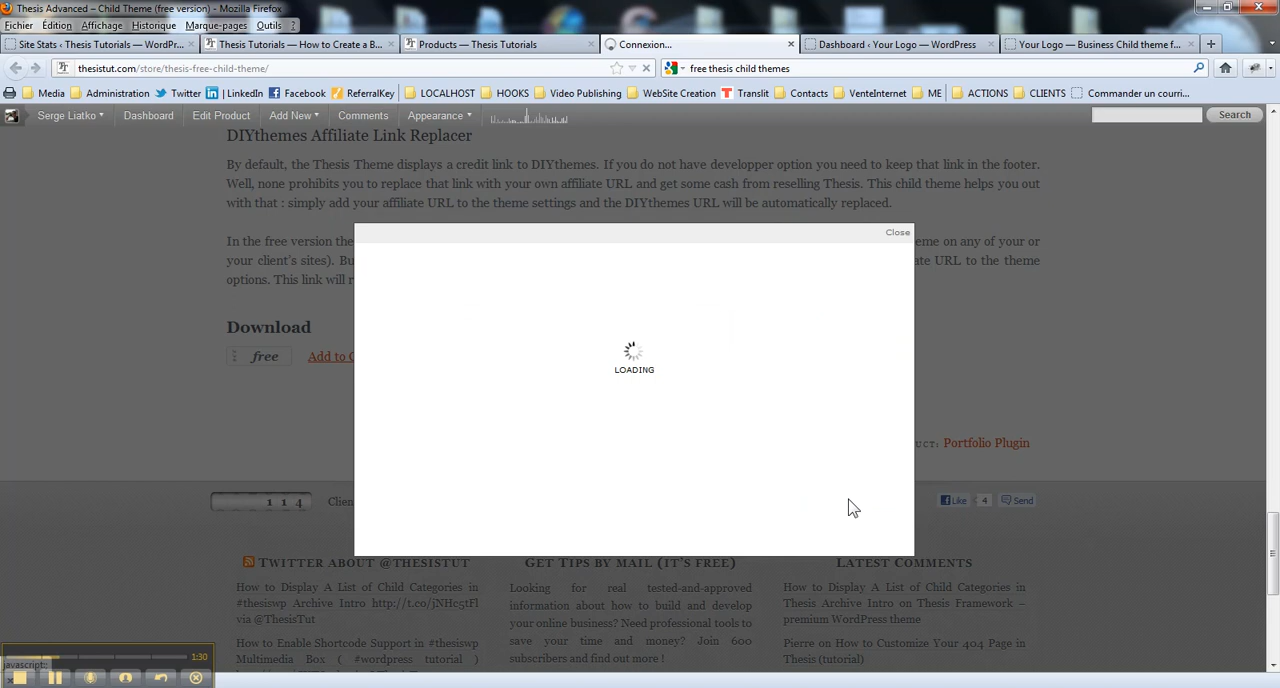 Thesis Advanced – Child Theme (free version) - Mozilla Firefox
Fichier Édition Affichage Historique Marque-pages Outils ?
Site Stats ‹ Thesis Tutorials — WordPr... Thesis Tutorials — How to Create a B... Products — Thesis Tutorials Connexion... Dashboard ‹ Your Logo — WordPress Your Logo — Business Child theme f...
thesistut.com/store/thesis-free-child-theme/ free thesis child themes
Media Administration Twitter LinkedIn Facebook ReferralKey LOCALHOST HOOKS Video Publishing WebSite Creation Translit Contacts VenteInternet ME ACTIONS CLIENTS Commander un courri...
Serge Liatko Dashboard Edit Product Add New Comments Appearance Search
DIYthemes Affiliate Link Replacer
By default, the Thesis Theme displays a credit link to DIYthemes. If you do not have developper option you need to keep that link in the footer.
Well, none prohibits you to replace that link with your own affiliate URL and get some cash from reselling Thesis. This child theme helps you out
with that : simply add your affiliate URL to the theme settings and the DIYthemes URL will be automatically replaced.
Close
In the free version the eme on any of your or
your client's sites). Bu ate URL to the theme
options. This link will r
Download
free Add to C
LOADING
UCT: Portfolio Plugin
1 1 4 Clien Like 4 Send
Twitter about @thesistut Get Tips by mail (it's free) Latest Comments
How to Display A List of Child Categories in
#thesiswp Archive Intro http://t.co/jNHc5tFl
via @ThesisTut
How to Enable Shortcode Support in #thesiswp
Multimedia Box ( #wordpress tutorial )
Looking for real tested-and-approved
information about how to build and develop
your online business? Need professional tools to
save your time and money? Join 600
subscribers and find out more !
How to Display A List of Child Categories in
Thesis Archive Intro on Thesis Framework –
premium WordPress theme
Pierre on How to Customize Your 404 Page in
Thesis (tutorial)
1:30
javascript:;